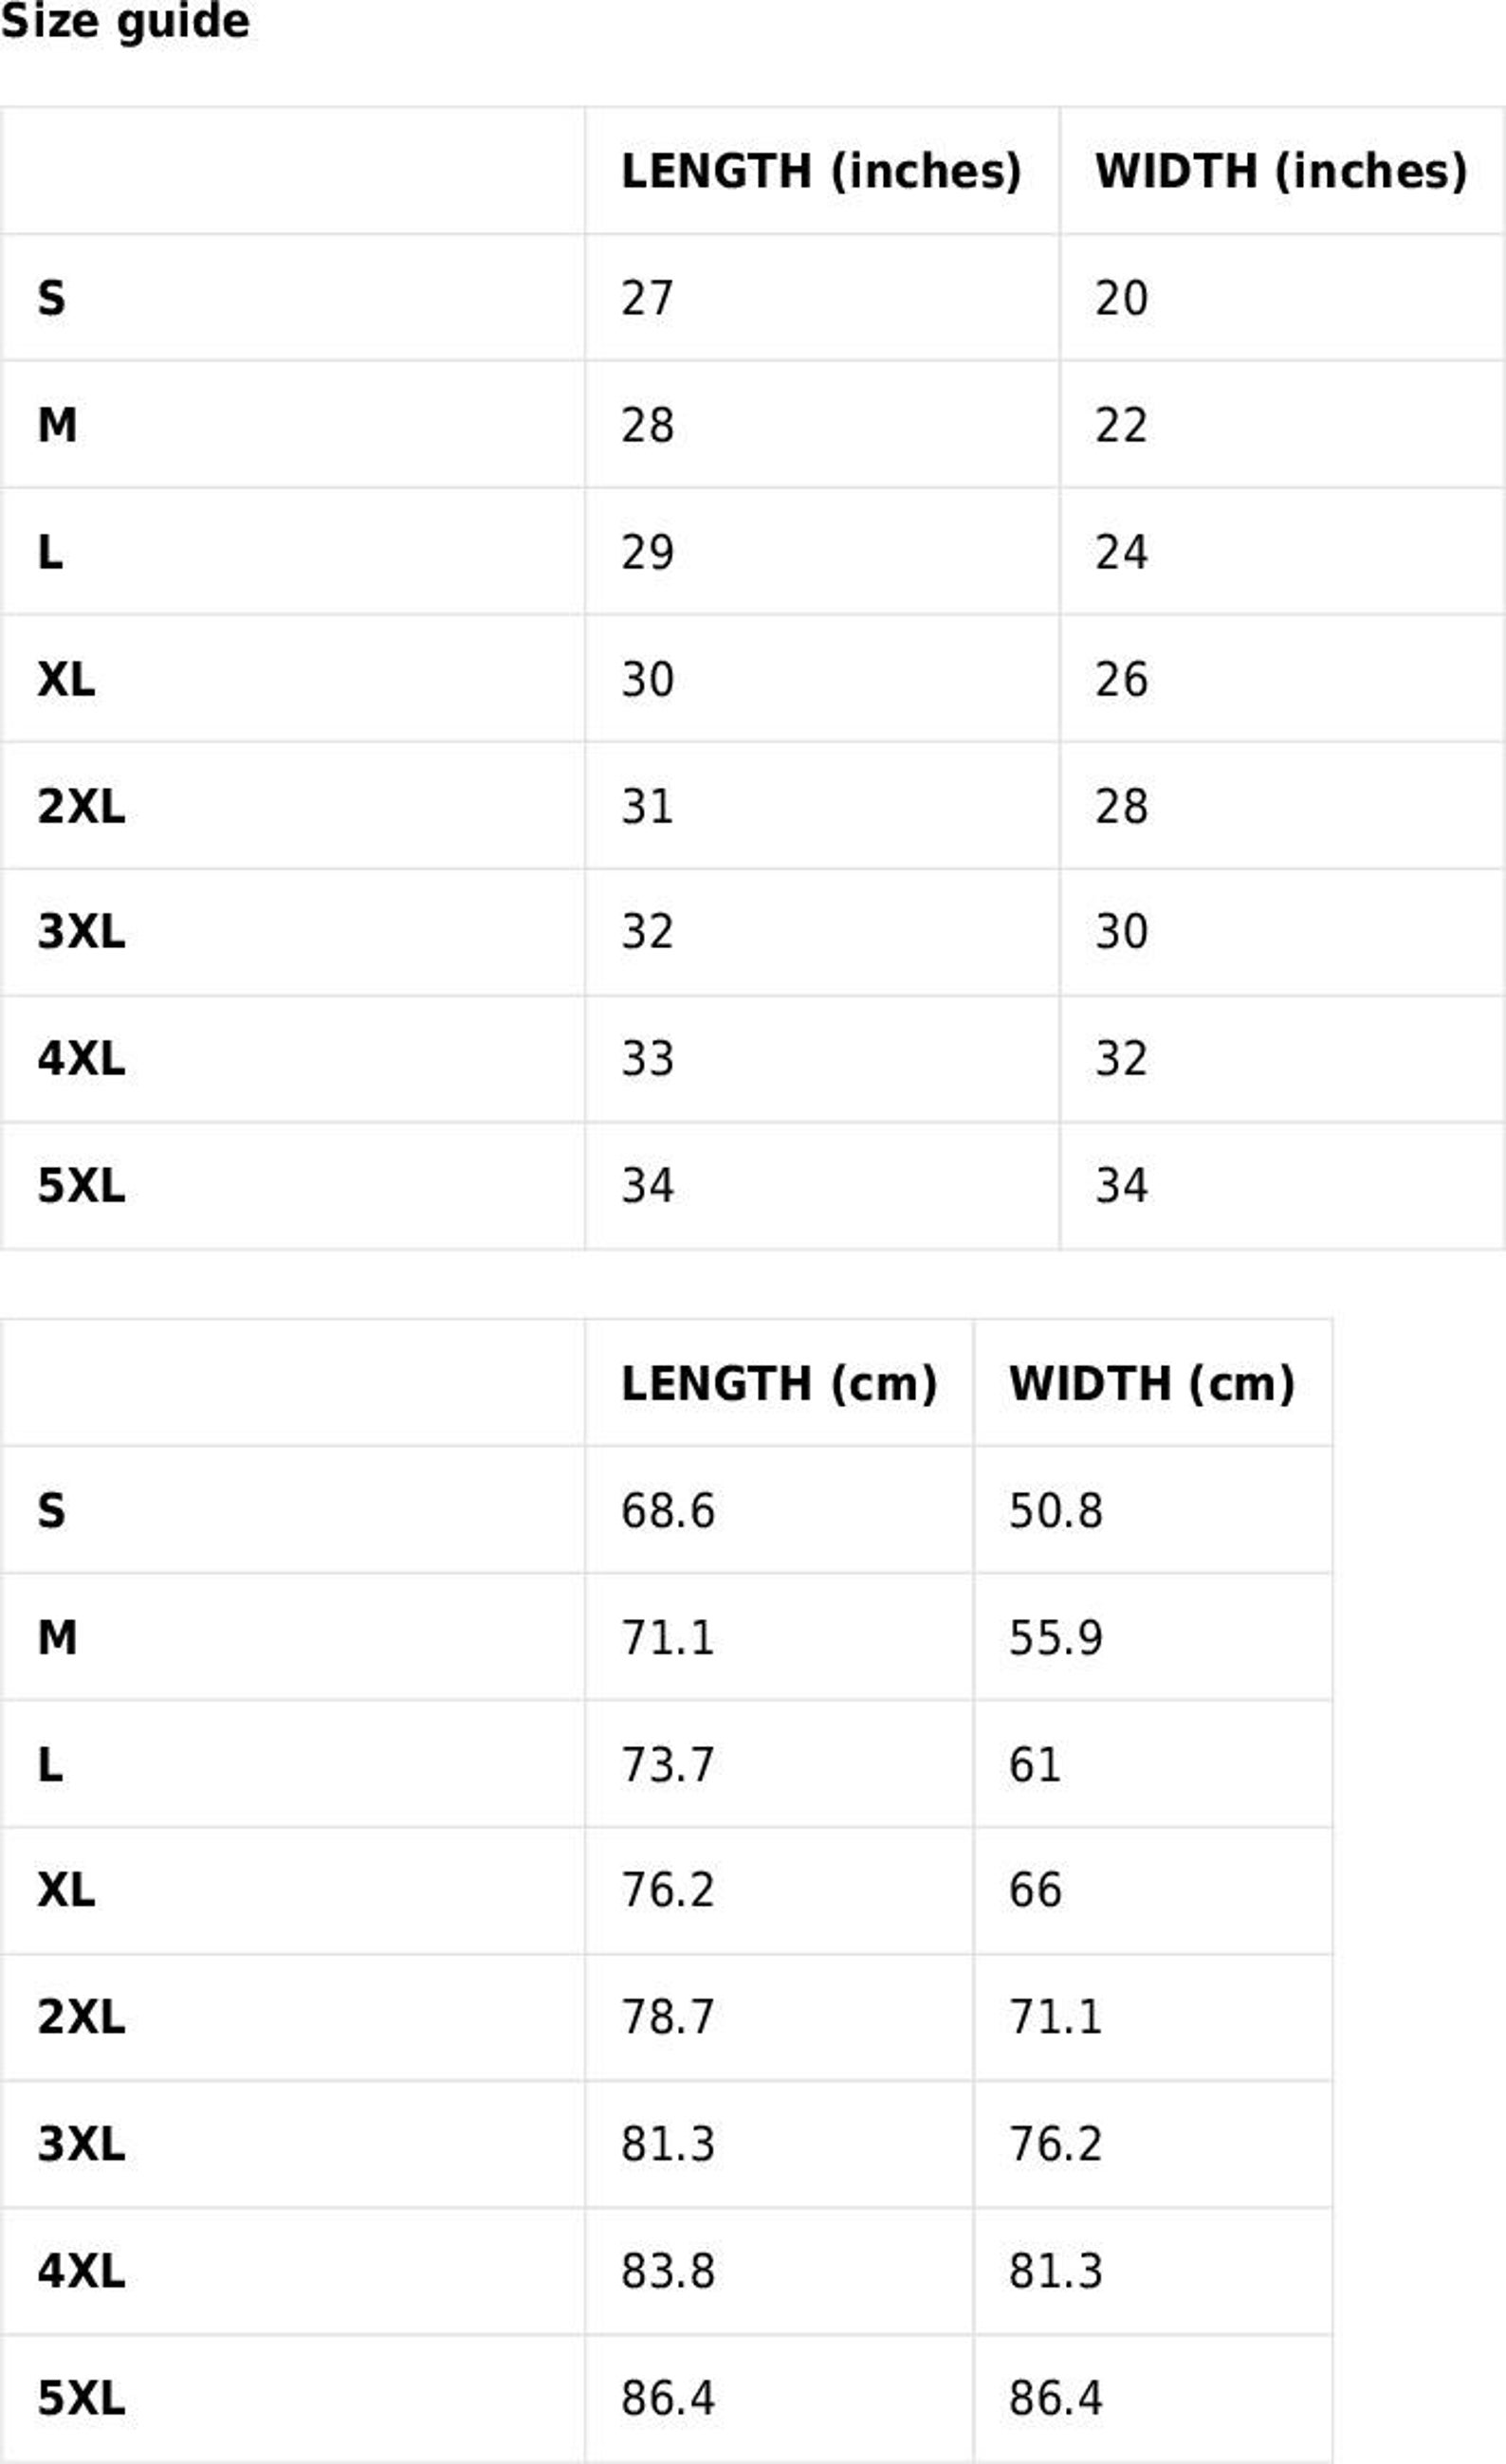 Size guide
LENGTH (inches) WIDTH (inches)
S 27 20
M 28 22
L 29 24
XL 30 26
2XL 31 28
3XL 32 30
4XL 33 32
5XL 34 34
LENGTH (cm) WIDTH (cm)
S 68.6 50.8
M 71.1 55.9
L 73.7 61
XL 76.2 66
2XL 78.7 71.1
3XL 81.3 76.2
4XL 83.8 81.3
5XL 86.4 86.4